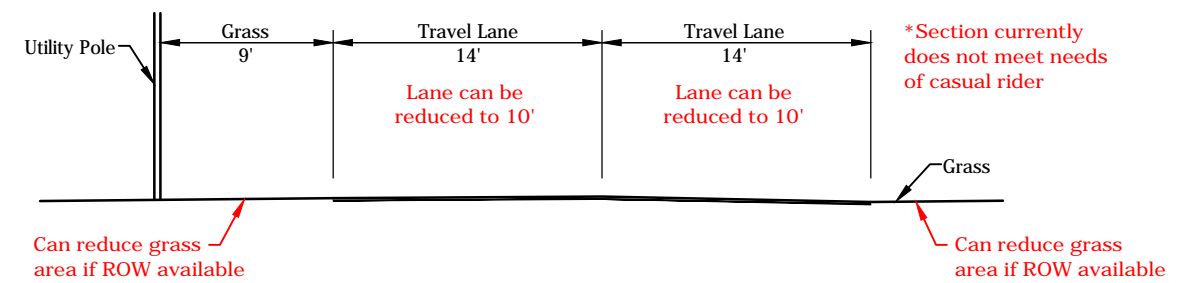 Utility Pole
Grass
9'
Travel Lane
14'
Lane can be
reduced to 10'
Travel Lane
14'
Lane can be
reduced to 10'
*Section currently
does not meet needs
of casual rider
Grass
Can reduce grass
area if ROW available
Can reduce grass
area if ROW available